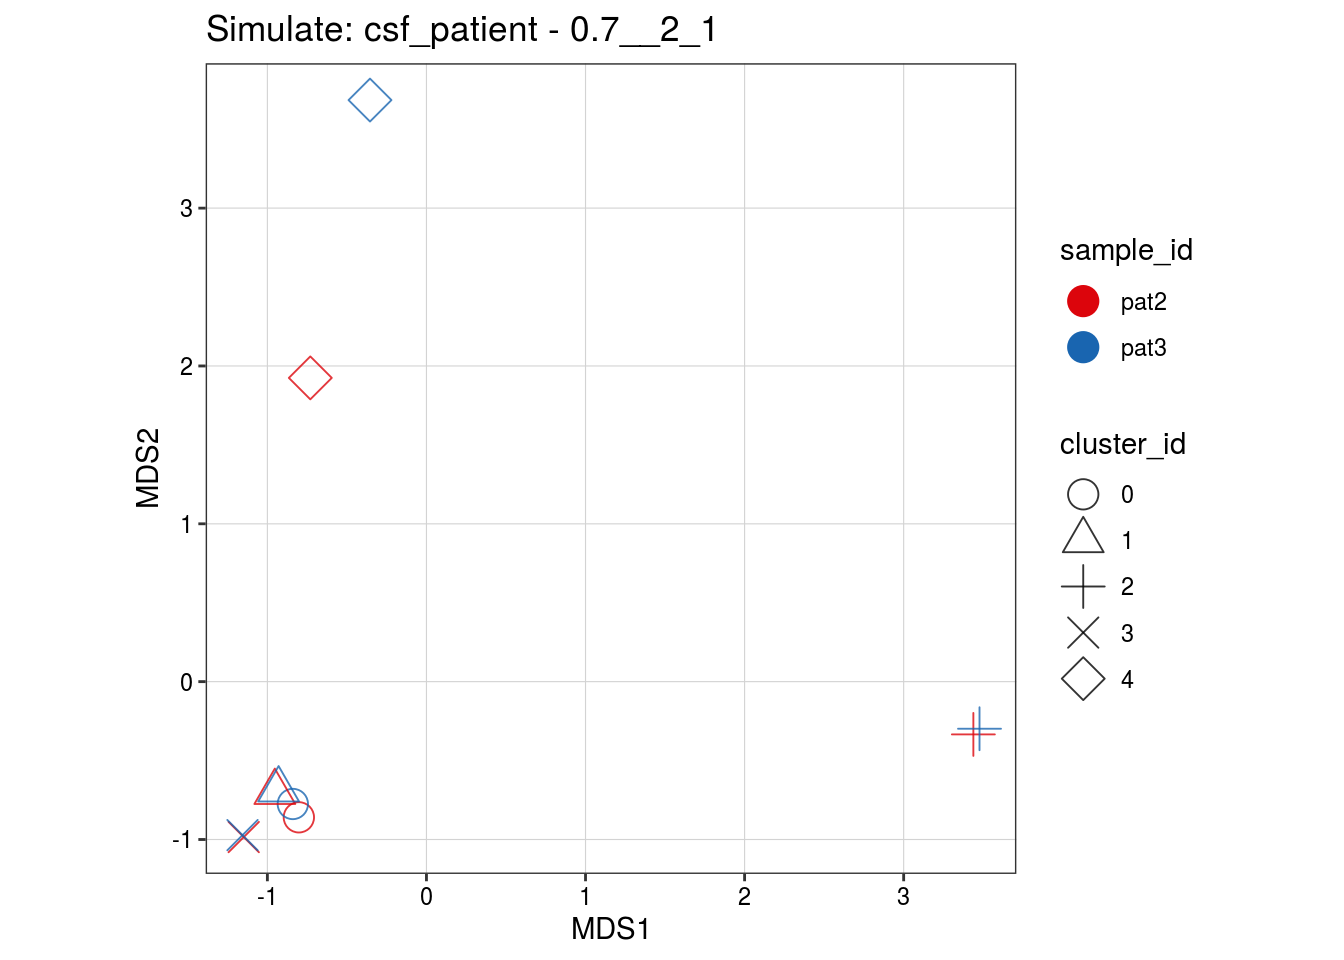 Simulate: csf_patient - 0.7__2_1
3
2
1
0
-1
MDS2
-1 0 1 2 3
MDS1
sample_id
pat2
pat3
cluster_id
0
1
2
3
4